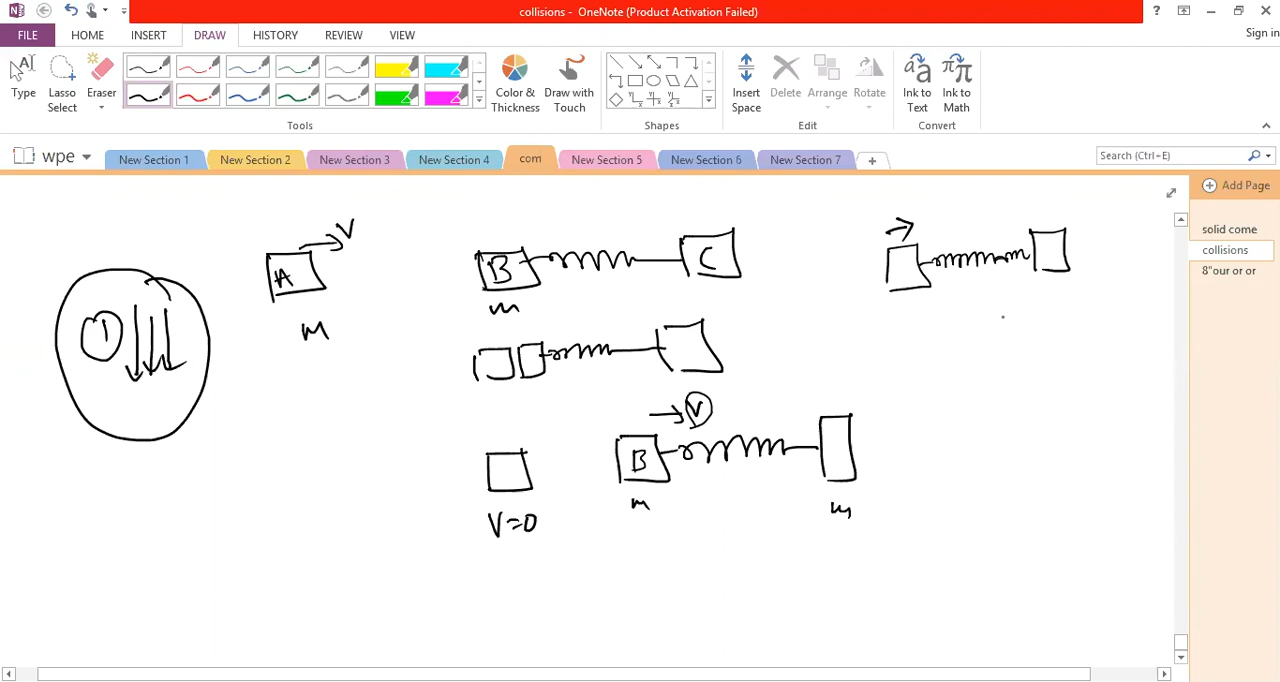 collisions - OneNote (Product Activation Failed)
?
FILE HOME INSERT DRAW HISTORY REVIEW VIEW
Sign in
Type Lasso Select Eraser
Color & Thickness Draw with Touch
Insert Space Delete Arrange Rotate
Ink to Text Ink to Math
Tools Shapes Edit Convert
wpe New Section 1 New Section 2 New Section 3 New Section 4 com New Section 5 New Section 6 New Section 7
Search (Ctrl+E)
Add Page
solid come
collisions
8"our or or
V
A
m
B C
m
1
V
B
m m
V=0